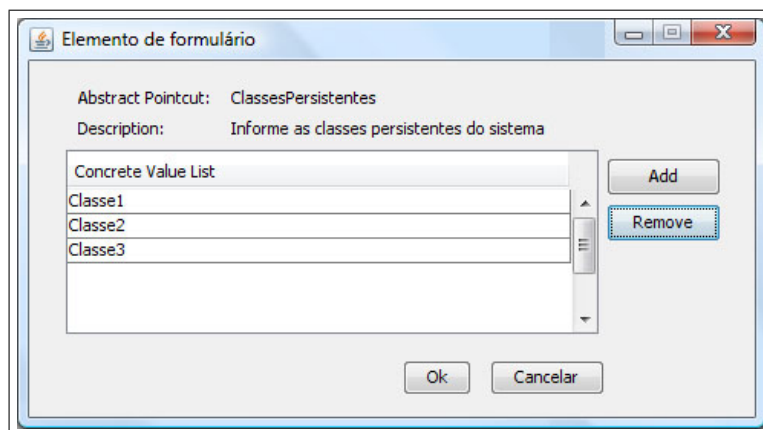 Elemento de formulário
Abstract Pointcut: ClassesPersistentes
Description: Informe as classes persistentes do sistema
Concrete Value List
Classe1
Classe2
Classe3
Add
Remove
Ok
Cancelar